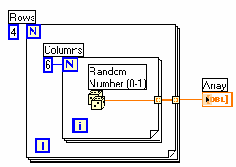 Rows
4 N
Columns
6 N
Random
Number (0-1)
Array
DBL
i
i